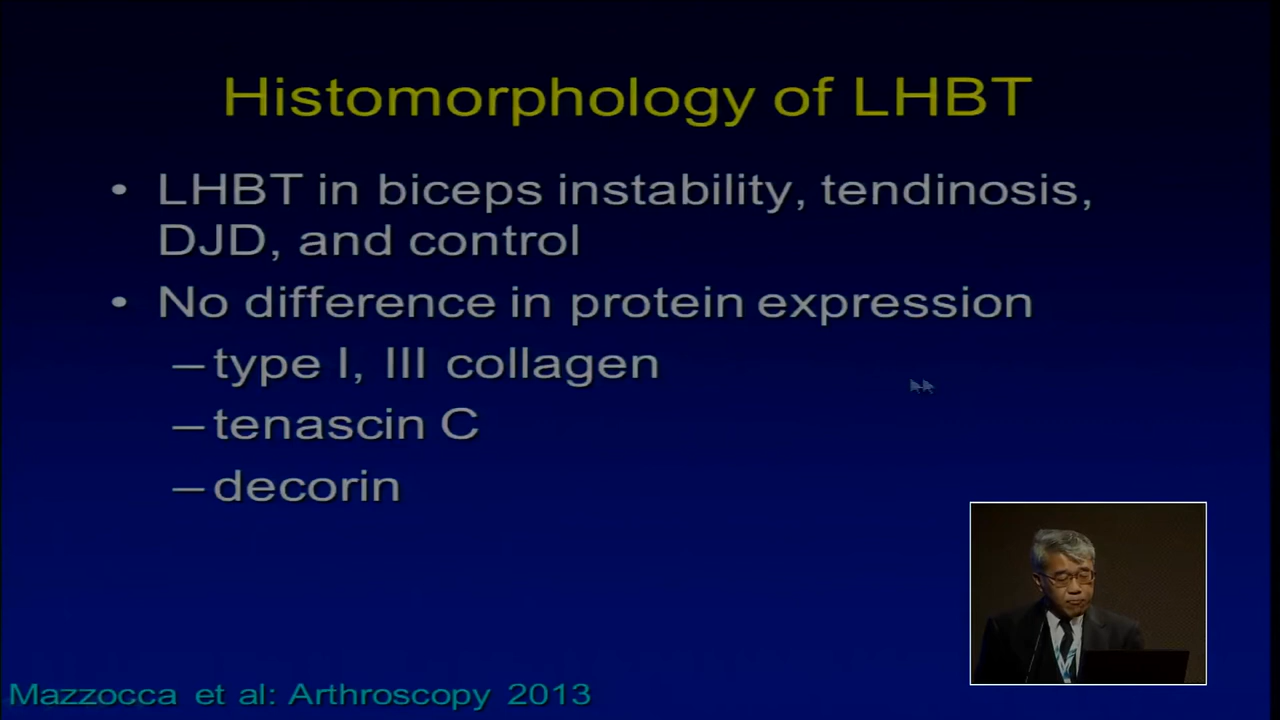 Histomorphology of LHBT
• LHBT in biceps instability, tendinosis,
DJD, and control
• No difference in protein expression
– type I, III collagen
– tenascin C
– decorin
Mazzocca et al: Arthroscopy 2013